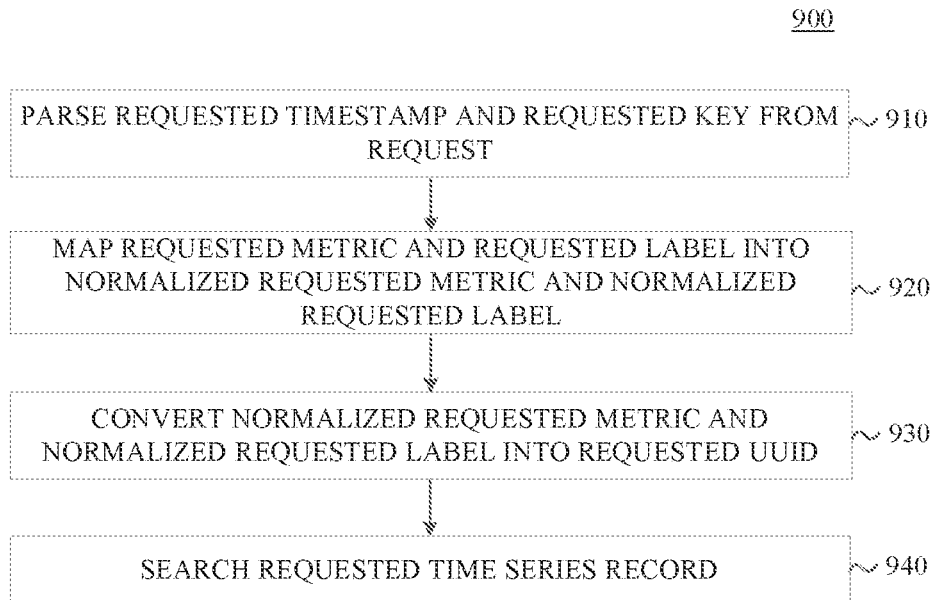 900
PARSE REQUESTED TIMESTAMP AND REQUESTED KEY FROM
REQUEST
910
MAP REQUESTED METRIC AND REQUESTED LABEL INTO
NORMALIZED REQUESTED METRIC AND NORMALIZED
REQUESTED LABEL
920
CONVERT NORMALIZED REQUESTED METRIC AND
NORMALIZED REQUESTED LABEL INTO REQUESTED UUID
930
SEARCH REQUESTED TIME SERIES RECORD
940